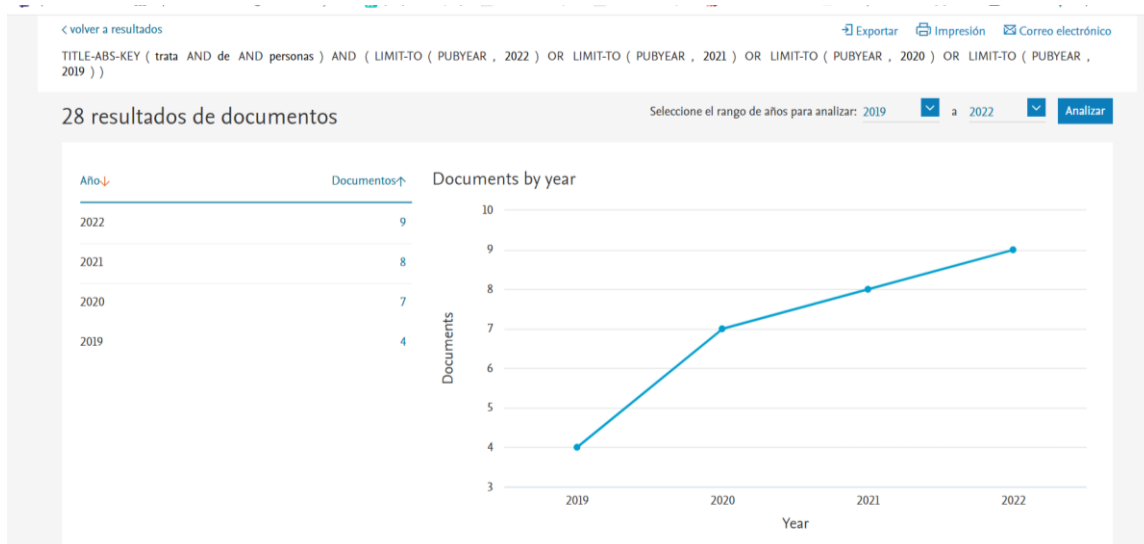 < volver a resultados
Exportar Impresión Correo electrónico
TITLE-ABS-KEY ( trata AND de AND personas ) AND ( LIMIT-TO ( PUBYEAR , 2022 ) OR LIMIT-TO ( PUBYEAR , 2021 ) OR LIMIT-TO ( PUBYEAR , 2020 ) OR LIMIT-TO ( PUBYEAR ,
2019 ) )
28 resultados de documentos
Seleccione el rango de años para analizar: 2019 a 2022 Analizar
Año↓ Documentos↑
2022 9
2021 8
2020 7
2019 4
Documents by year
10
9
8
7
6
5
4
3
Documents
2019 2020 2021 2022
Year